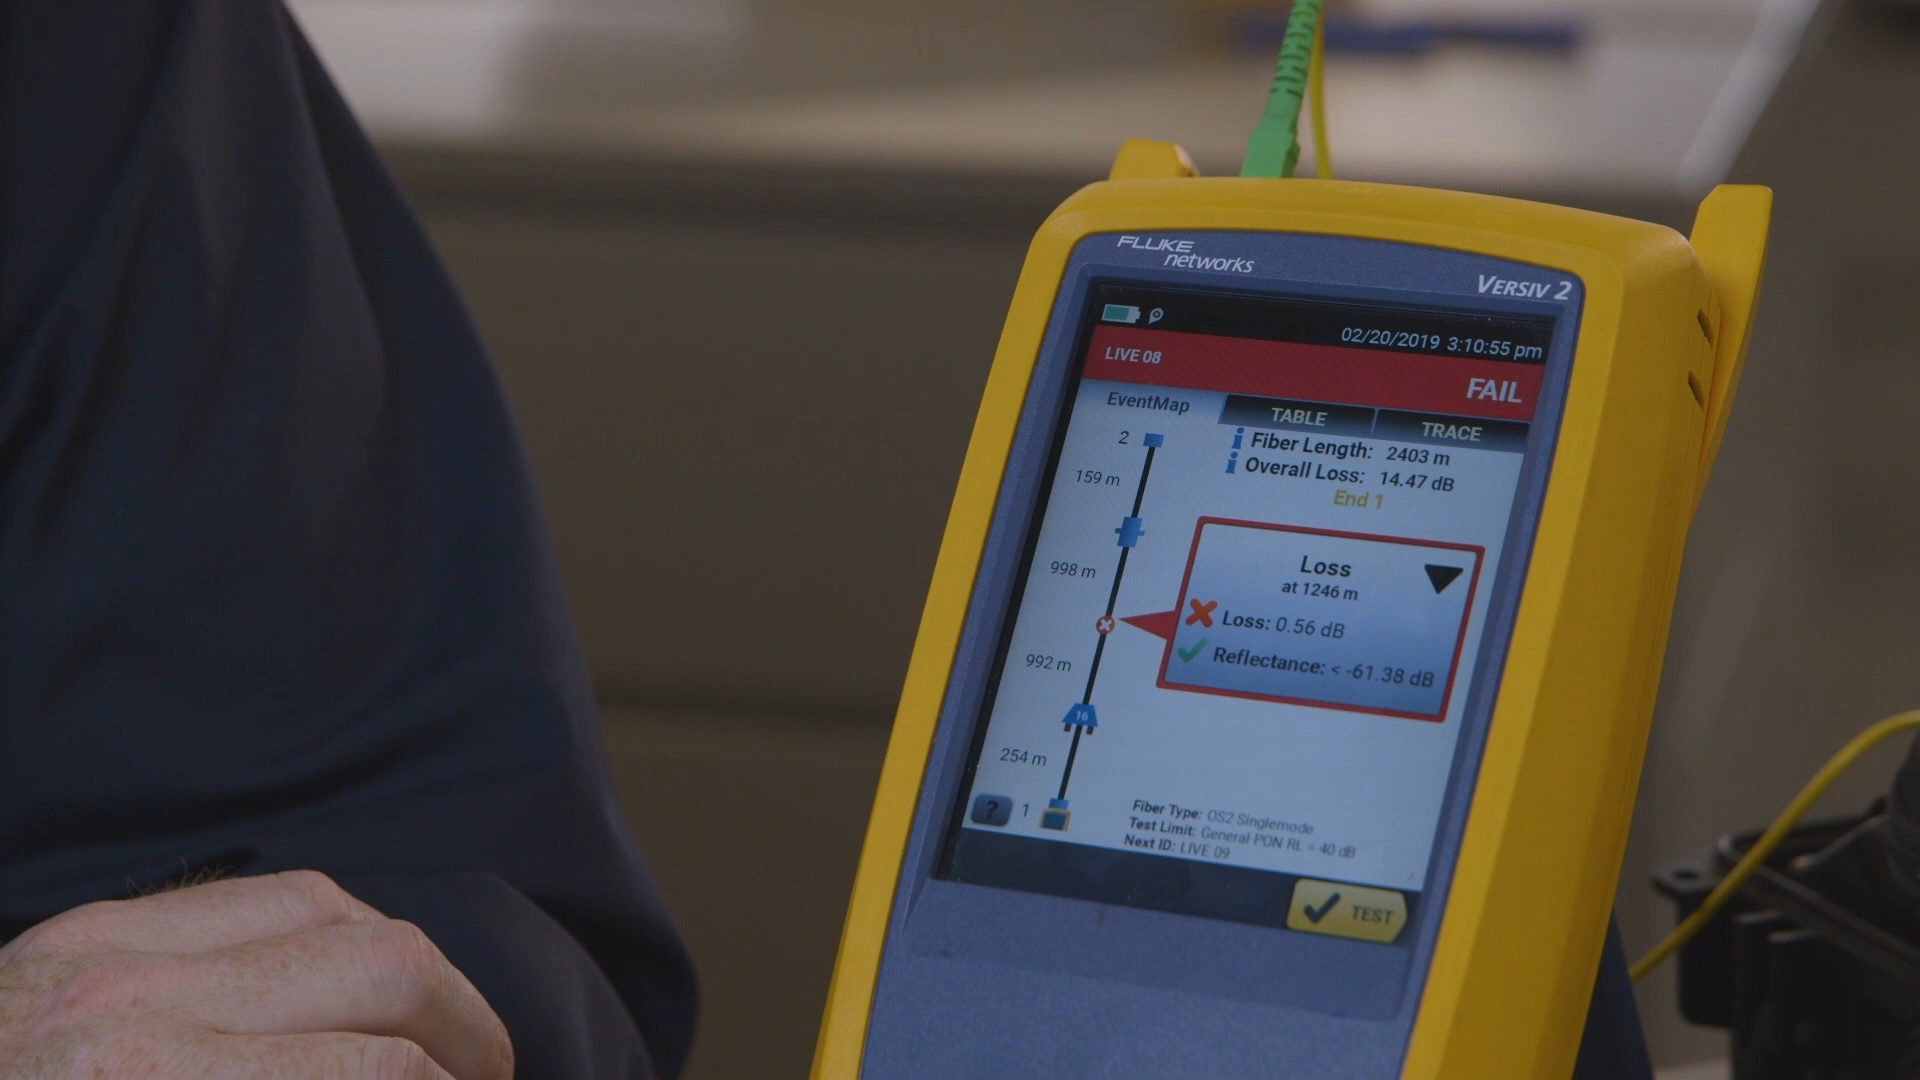 FLUKE
networks
VERSIV 2
02/20/2019 3:10:55 pm
LIVE 08
FAIL
EventMap
TABLE
TRACE
2
Fiber Length: 2403 m
Overall Loss: 14.47 dB
End 1
159 m
998 m
Loss
at 1246 m
Loss: 0.56 dB
Reflectance: < -61.38 dB
992 m
16
254 m
?
1
Fiber Type: OS2 Singlemode
Test Limit: General PON RL = 40 dB
Next ID: LIVE 09
TEST